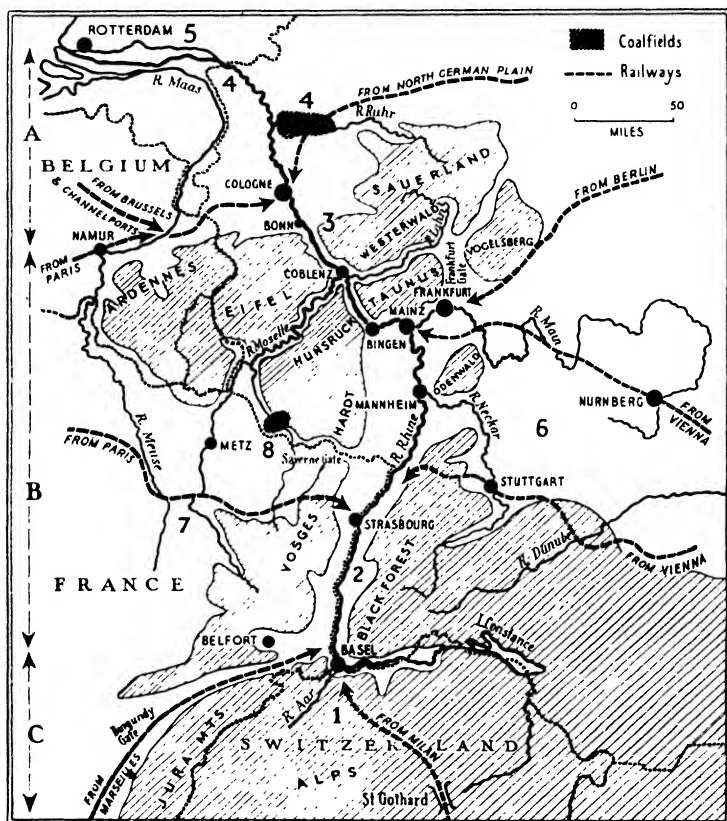 ROTTERDAM
5
Coalfields
Railways
0 50
MILES
R. Maas
4
4
FROM NORTH GERMAN PLAIN
R. Ruhr
A
BELGIUM
SAUERLAND
FROM BRUSSELS
& CHANNEL PORTS
COLOGNE
BONN
3
WESTERWALD
FROM BERLIN
VOGELSBERG
NAMUR
FROM
PARIS
ARDENNES
EIFEL
COBLENZ
TAUNUS
Frankfurt
Gate
FRANKFURT
MAINZ
R. Main
BINGEN
R. Moselle
HUNSRUCK
ODENWALD
MANNHEIM
R. Neckar
NURNBERG
FROM
VIENNA
R. Meuse
HARDT
R. Rhine
6
FROM PARIS
METZ
8
Saverne Gate
STUTTGART
B
7
STRASBOURG
VOSGES
R. Danube
FROM
VIENNA
FRANCE
2
BLACK FOREST
BELFORT
L. Constance
BASEL
R. Aar
1
C
Burgundy
Gate
FROM
MARSEILLES
JURA MTS
SWITZERLAND
FROM MILAN
ALPS
St Gothard